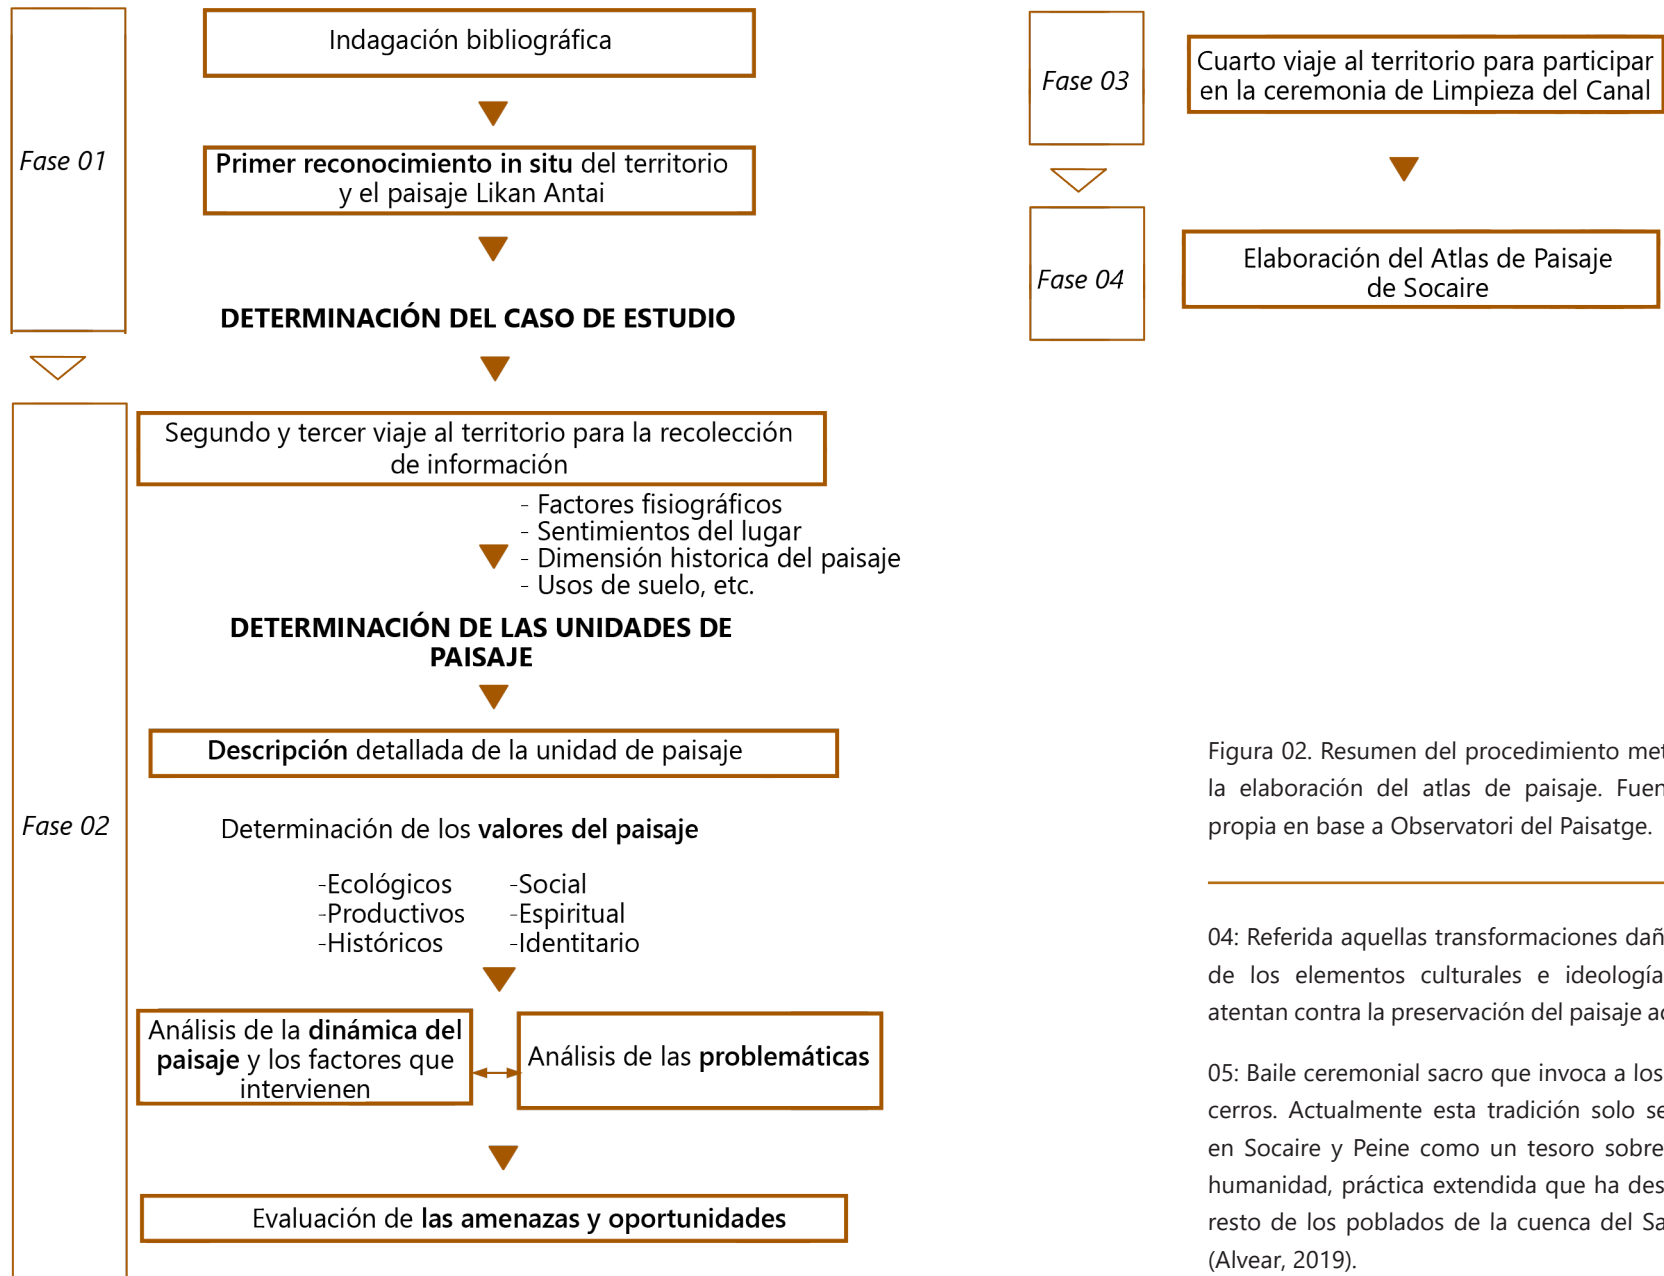 Fase 01
Indagación bibliográfica
Primer reconocimiento in situ del territorio
y el paisaje Likan Antai
DETERMINACIÓN DEL CASO DE ESTUDIO
Fase 02
Segundo y tercer viaje al territorio para la recolección
de información
- Factores fisiográficos
- Sentimientos del lugar
- Dimensión historica del paisaje
- Usos de suelo, etc.
DETERMINACIÓN DE LAS UNIDADES DE
PAISAJE
Descripción detallada de la unidad de paisaje
Determinación de los valores del paisaje
-Ecológicos
-Productivos
-Históricos
-Social
-Espiritual
-Identitario
Análisis de la dinámica del
paisaje y los factores que
intervienen
Análisis de las problemáticas
Evaluación de las amenazas y oportunidades
Fase 03
Cuarto viaje al territorio para participar
en la ceremonia de Limpieza del Canal
Fase 04
Elaboración del Atlas de Paisaje
de Socaire
Figura 02. Resumen del procedimiento
la elaboración del atlas de paisaje.
propia en base a Observatori del Paisatge.
04: Referida aquellas transformaciones
de los elementos culturales e
atentan contra la preservación del paisaje
05: Baile ceremonial sacro que invoca a los
cerros. Actualmente esta tradición solo se
en Socaire y Peine como un tesoro
humanidad, práctica extendida que ha
resto de los poblados de la cuenca del
(Alvear, 2019).